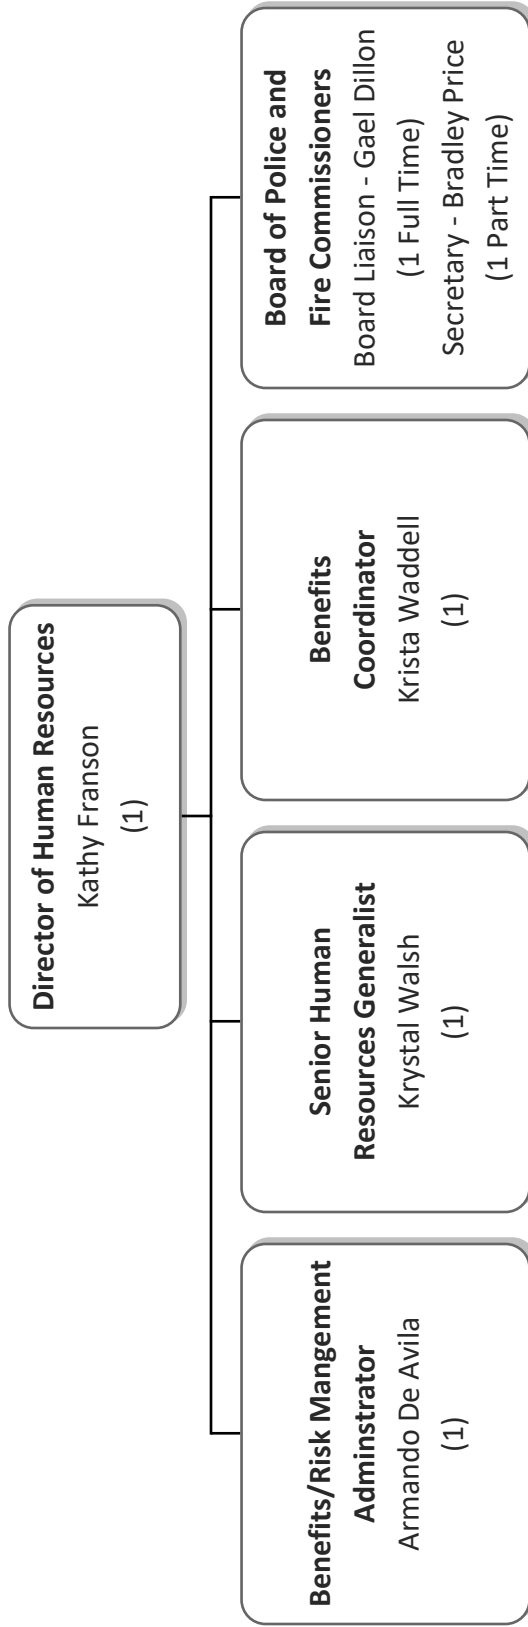 Director of Human Resources
Kathy Franson
(1)
Benefits/Risk Mangement
Adminstrator
Armando De Avila
(1)
Senior Human
Resources Generalist
Krystal Walsh
(1)
Benefits
Coordinator
Krista Waddell
(1)
Board of Police and
Fire Commissioners
Board Liaison - Gael Dillon
(1 Full Time)
Secretary - Bradley Price
(1 Part Time)